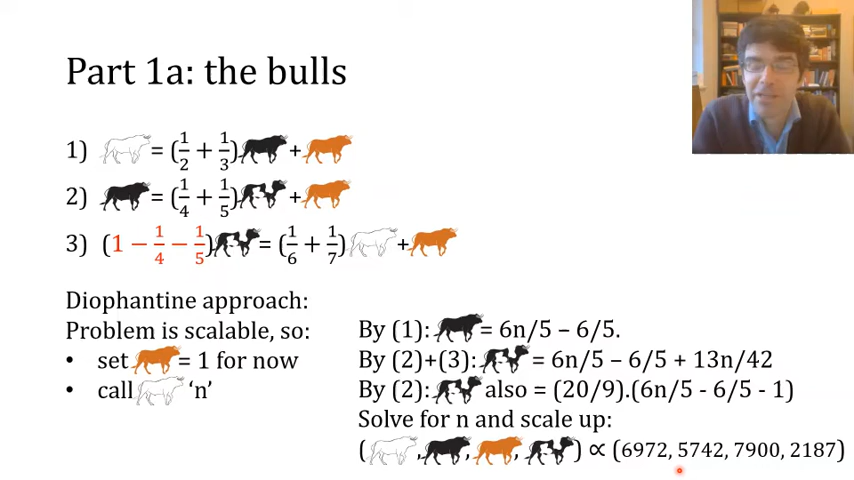 Part 1a: the bulls
1) = (1/2 + 1/3) +
2) = (1/4 + 1/5) +
3) (1 − 1/4 − 1/5) = (1/6 + 1/7) +
Diophantine approach:
Problem is scalable, so:
• set = 1 for now
• call 'n'
By (1): = 6n/5 – 6/5.
By (2)+(3): = 6n/5 – 6/5 + 13n/42
By (2): also = (20/9).(6n/5 - 6/5 - 1)
Solve for n and scale up:
( , , , ) ∝ (6972, 5742, 7900, 2187)